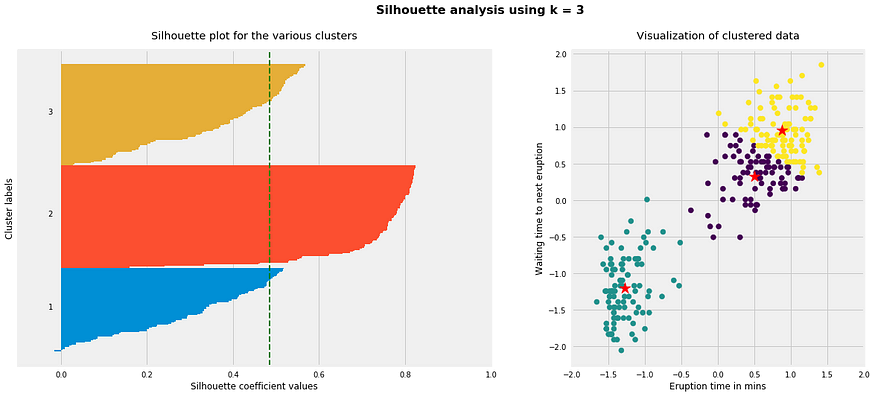 Silhouette analysis using k = 3
Silhouette plot for the various clusters
Cluster labels
3
2
1
0.0 0.2 0.4 0.6 0.8 1.0
Silhouette coefficient values
Visualization of clustered data
Waiting time to next eruption
2.0
1.5
1.0
0.5
0.0
−0.5
−1.0
−1.5
−2.0
−2.0 −1.5 −1.0 −0.5 0.0 0.5 1.0 1.5 2.0
Eruption time in mins